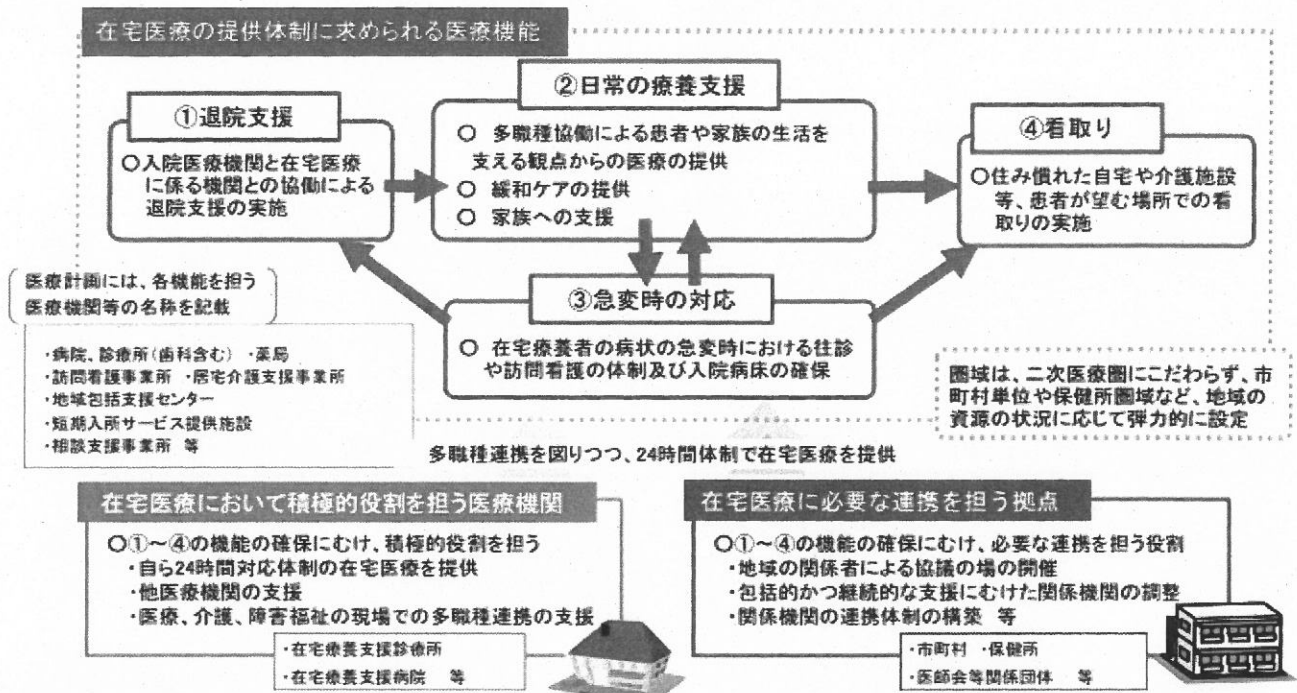 在宅医療の提供体制に求められる医療機能
①退院支援
○入院医療機関と在宅医療
に係る機関との協働による
退院支援の実施
②日常の療養支援
○ 多職種協働による患者や家族の生活を
支える観点からの医療の提供
○ 緩和ケアの提供
○ 家族への支援
④看取り
○住み慣れた自宅や介護施設
等、患者が望む場所での看
取りの実施
③急変時の対応
○ 在宅療養者の病状の急変時における往診
や訪問看護の体制及び入院病床の確保
医療計画には、各機能を担う
医療機関等の名称を記載
・病院、診療所(歯科含む) ・薬局
・訪問看護事業所 ・居宅介護支援事業所
・地域包括支援センター
・短期入所サービス提供施設
・相談支援事業所 等
圏域は、二次医療圏にこだわらず、市
町村単位や保健所圏域など、地域の
資源の状況に応じて弾力的に設定
多職種連携を図りつつ、24時間体制で在宅医療を提供
在宅医療において積極的役割を担う医療機関
○①～④の機能の確保にむけ、積極的役割を担う
・自ら24時間対応体制の在宅医療を提供
・他医療機関の支援
・医療、介護、障害福祉の現場での多職種連携の支援
・在宅療養支援診療所
・在宅療養支援病院 等
在宅医療に必要な連携を担う拠点
○①～④の機能の確保にむけ、必要な連携を担う役割
・地域の関係者による協議の場の開催
・包括的かつ継続的な支援にむけた関係機関の調整
・関係機関の連携体制の構築 等
・市町村 ・保健所
・医師会等関係団体 等